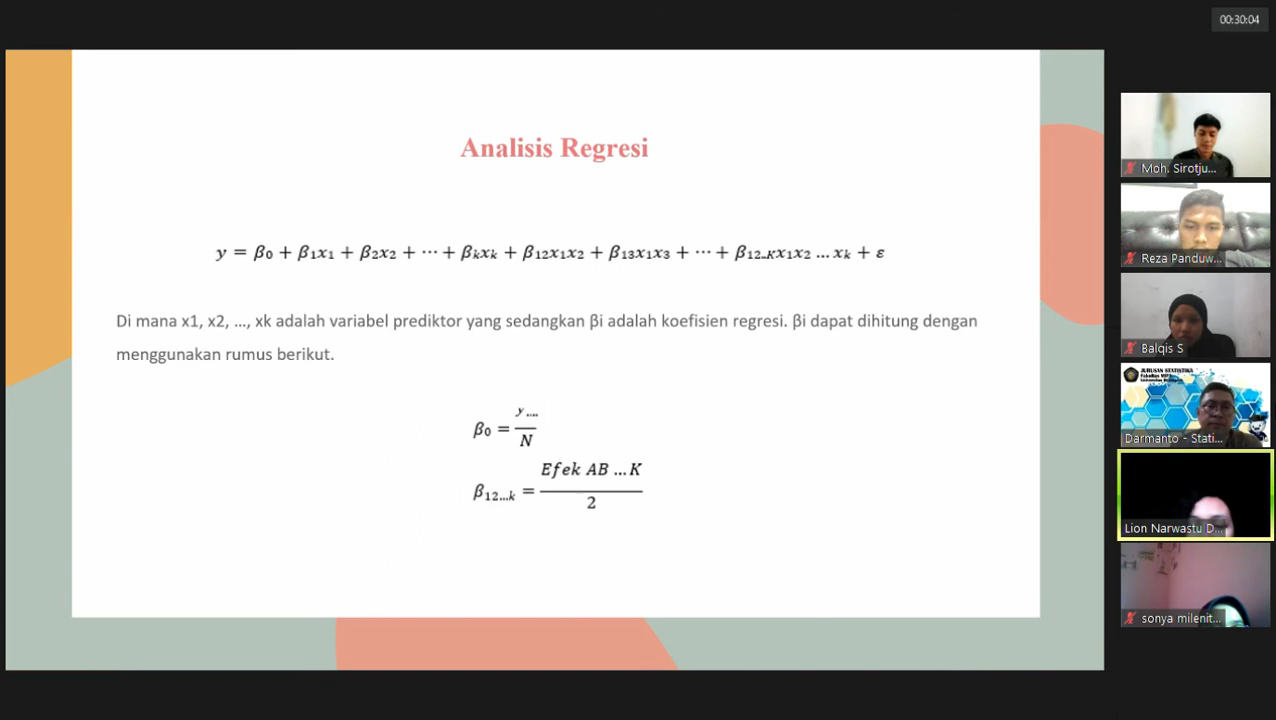 00:30:04
Analisis Regresi
y = β₀ + β₁x₁ + β₂x₂ + ⋯ + βₖxₖ + β₁₂x₁x₂ + β₁₃x₁x₃ + ⋯ + β₁₂..ₖx₁x₂ … xₖ + ε
Di mana x1, x2, …, xk adalah variabel prediktor yang sedangkan βi adalah koefisien regresi. βi dapat dihitung dengan
menggunakan rumus berikut.
β₀ = y..../N
β₁₂...ₖ = Efek AB … K/2
Moh. Sirotju...
Reza Panduw...
Balqis S
JURUSAN STATISTIKA
Darmanto - Stati...
Lion Narwastu D...
sonya milenit...